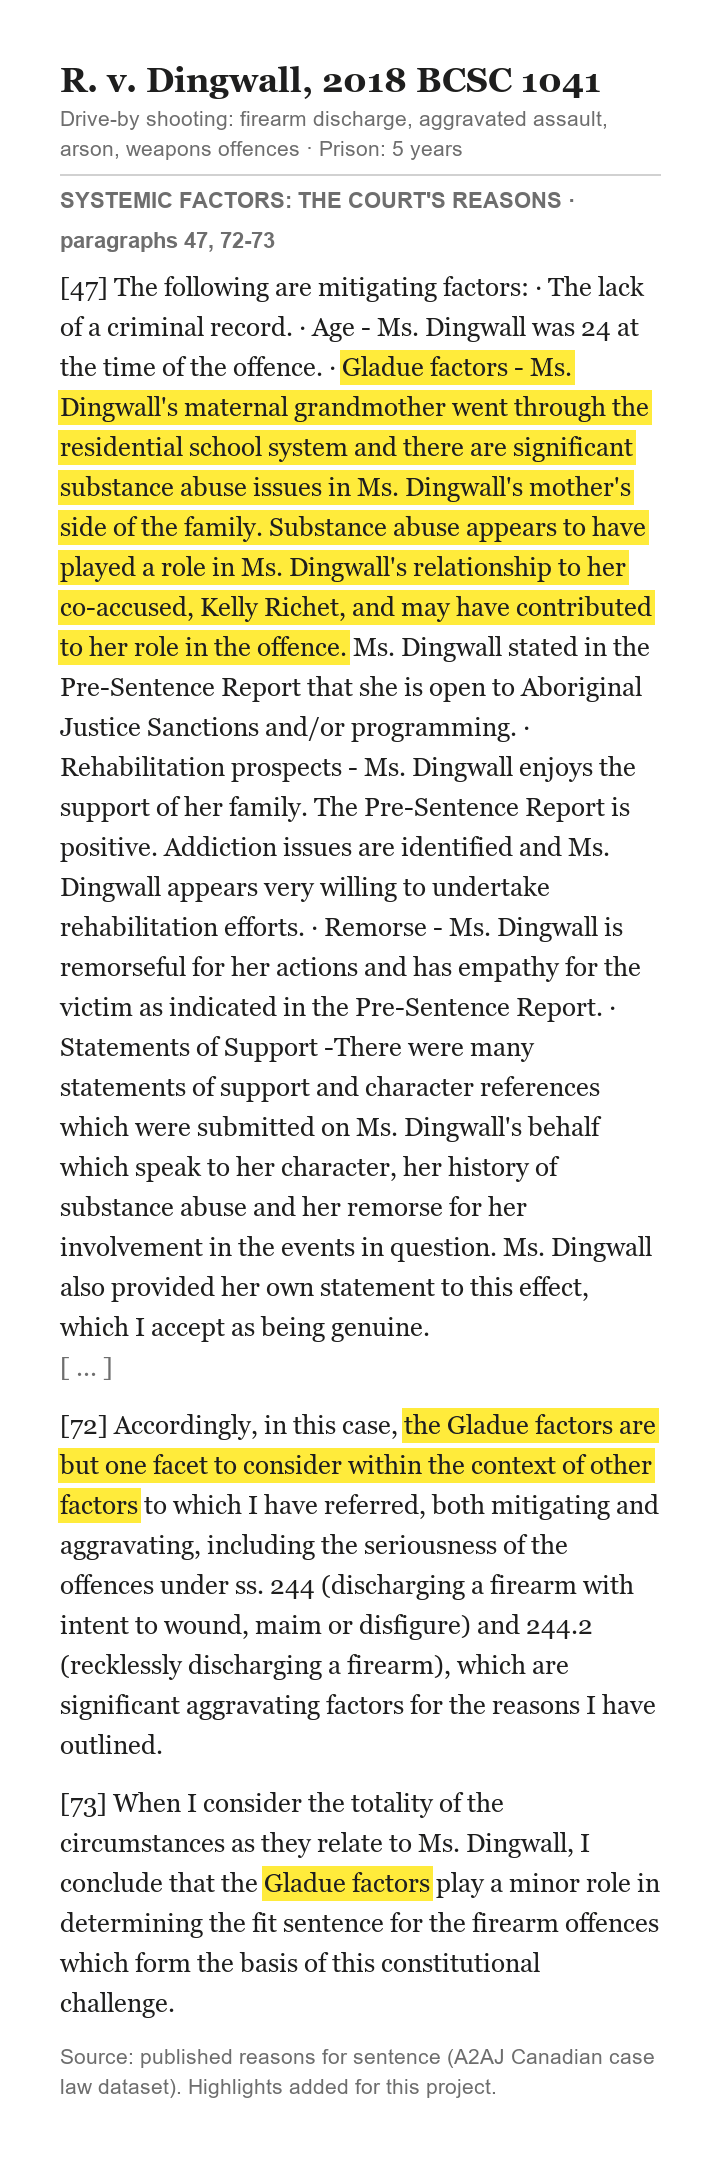 R. v. Dingwall, 2018 BCSC 1041
Drive-by shooting: firearm discharge, aggravated assault,
arson, weapons offences · Prison: 5 years
SYSTEMIC FACTORS: THE COURT'S REASONS ·
paragraphs 47, 72-73
[47] The following are mitigating factors: · The lack
of a criminal record. · Age - Ms. Dingwall was 24 at
the time of the offence. · Gladue factors - Ms.
Dingwall's maternal grandmother went through the
residential school system and there are significant
substance abuse issues in Ms. Dingwall's mother's
side of the family. Substance abuse appears to have
played a role in Ms. Dingwall's relationship to her
co-accused, Kelly Richet, and may have contributed
to her role in the offence. Ms. Dingwall stated in the
Pre-Sentence Report that she is open to Aboriginal
Justice Sanctions and/or programming. ·
Rehabilitation prospects - Ms. Dingwall enjoys the
support of her family. The Pre-Sentence Report is
positive. Addiction issues are identified and Ms.
Dingwall appears very willing to undertake
rehabilitation efforts. · Remorse - Ms. Dingwall is
remorseful for her actions and has empathy for the
victim as indicated in the Pre-Sentence Report. ·
Statements of Support -There were many
statements of support and character references
which were submitted on Ms. Dingwall's behalf
which speak to her character, her history of
substance abuse and her remorse for her
involvement in the events in question. Ms. Dingwall
also provided her own statement to this effect,
which I accept as being genuine.
[ ... ]
[72] Accordingly, in this case, the Gladue factors are
but one facet to consider within the context of other
factors to which I have referred, both mitigating and
aggravating, including the seriousness of the
offences under ss. 244 (discharging a firearm with
intent to wound, maim or disfigure) and 244.2
(recklessly discharging a firearm), which are
significant aggravating factors for the reasons I have
outlined.
[73] When I consider the totality of the
circumstances as they relate to Ms. Dingwall, I
conclude that the Gladue factors play a minor role in
determining the fit sentence for the firearm offences
which form the basis of this constitutional
challenge.
Source: published reasons for sentence (A2AJ Canadian case
law dataset). Highlights added for this project.